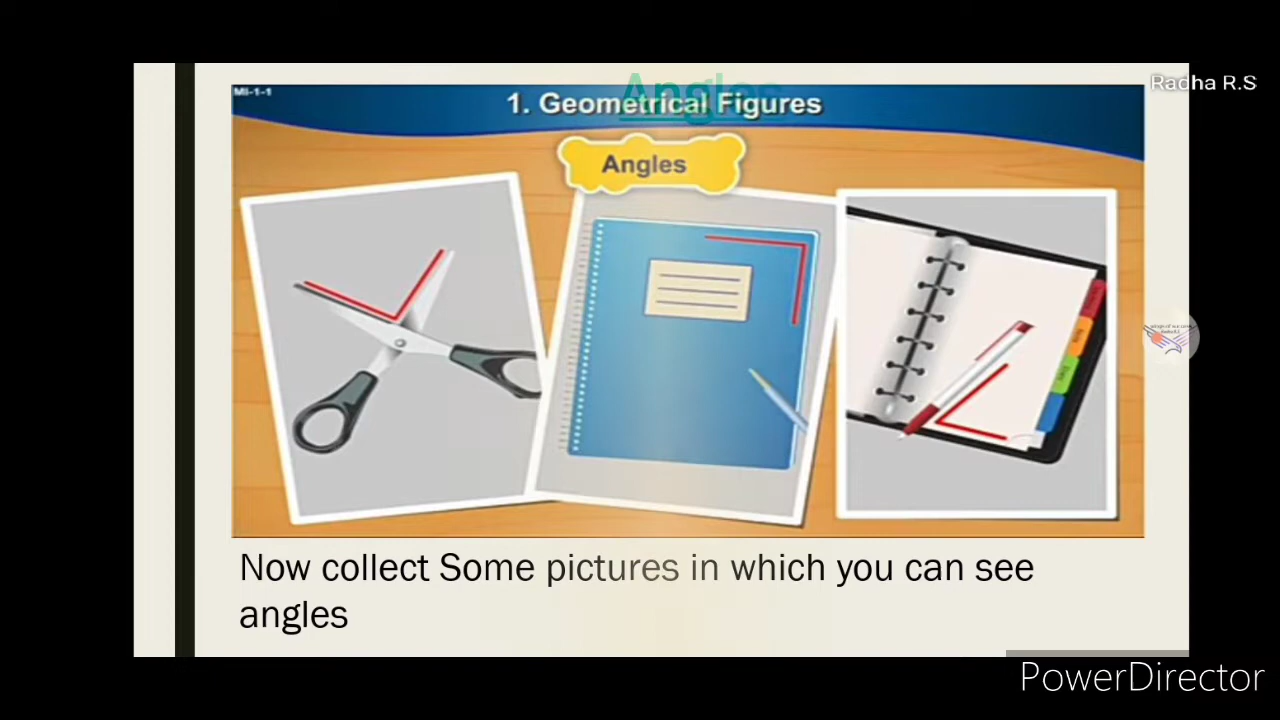 Angles
Radha R.S
MI-1-1
1. Geometrical Figures
Angles
Now collect Some pictures in which you can see
angles
PowerDirector